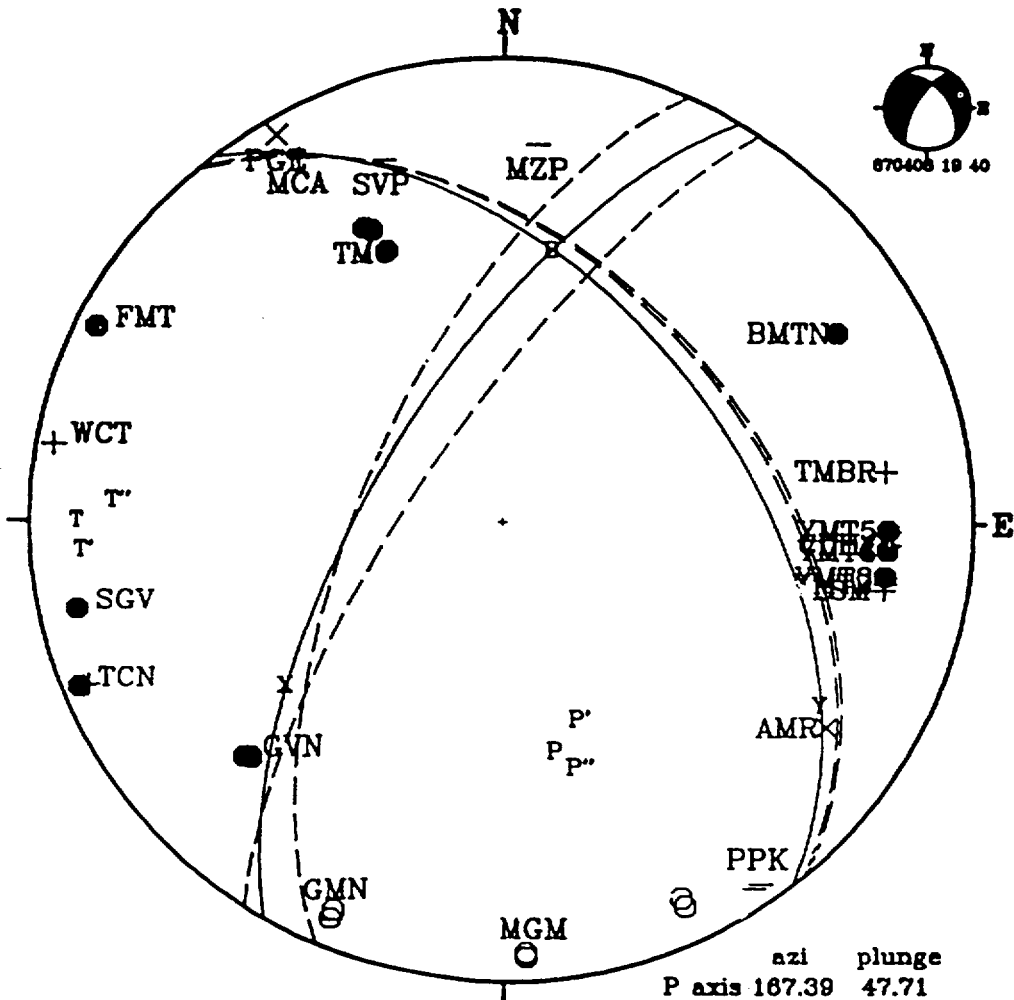 N
N
E
670406 19 40
MZP
MCA
SVP
TM
FMT
BMTN
WCT
TMBR
T"
T
T'
E
SGV
TCN
X
Y
P'
AMR
GVN
P
P"
PPK
GMN
MGM
azi plunge
P axis 167.39 47.71